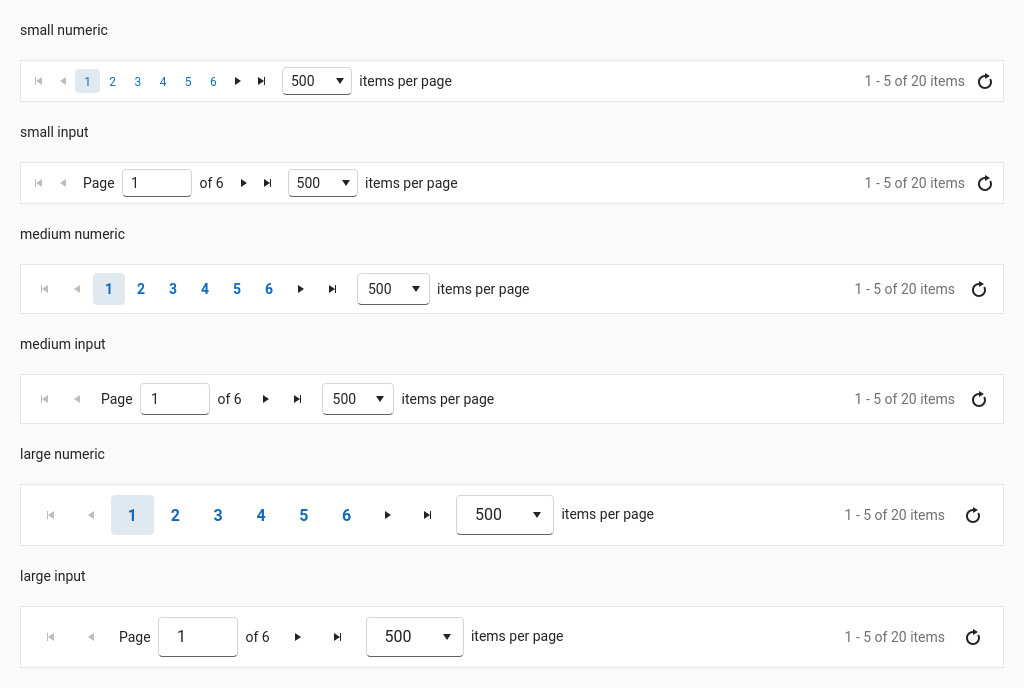 small numeric
1 2 3 4 5 6 500 items per page 1 - 5 of 20 items
small input
Page 1 of 6 500 items per page 1 - 5 of 20 items
medium numeric
1 2 3 4 5 6 500 items per page 1 - 5 of 20 items
medium input
Page 1 of 6 500 items per page 1 - 5 of 20 items
large numeric
1 2 3 4 5 6 500 items per page 1 - 5 of 20 items
large input
Page 1 of 6 500 items per page 1 - 5 of 20 items